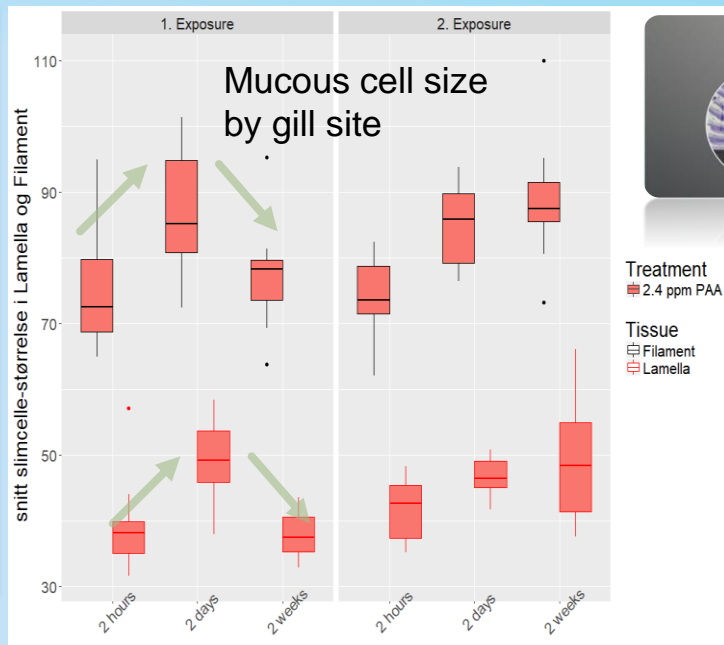 1. Exposure
2. Exposure
Mucous cell size
by gill site
snitt slimcelle-størrelse i Lamella og Filament
110
90
70
50
30
2 hours
2 days
2 weeks
2 hours
2 days
2 weeks
Treatment
2.4 ppm PAA
Tissue
Filament
Lamella